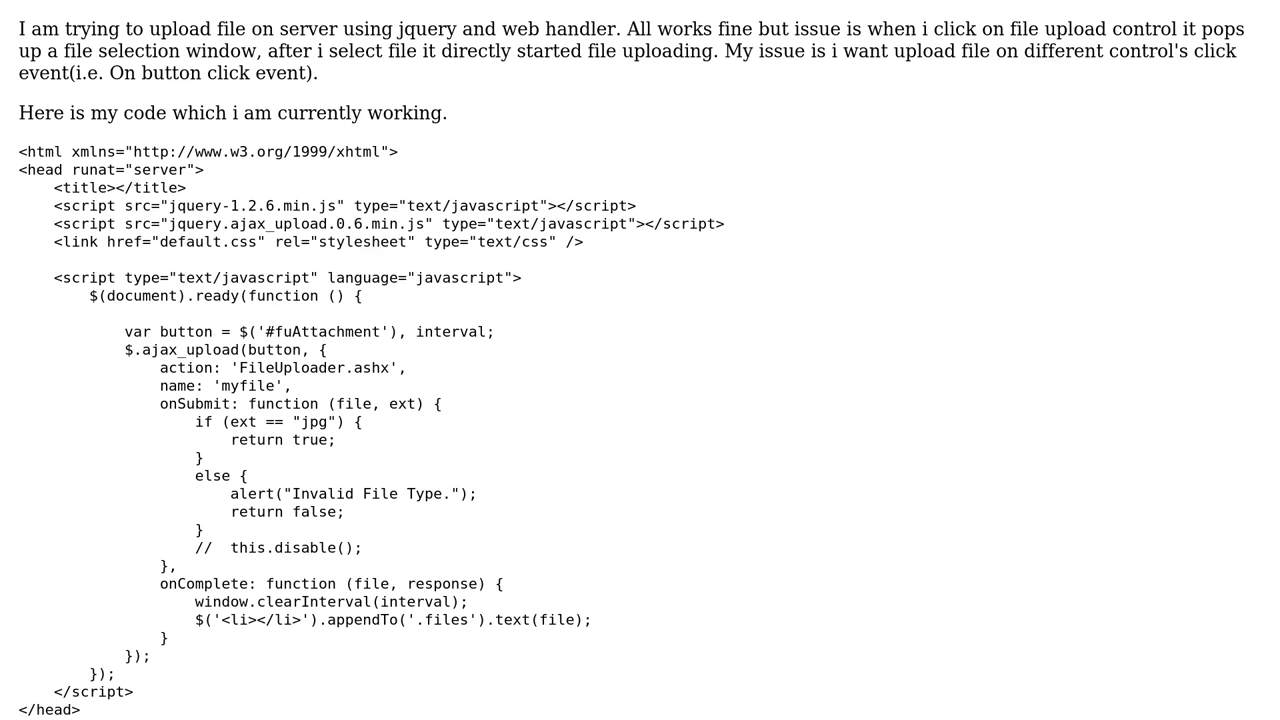 I am trying to upload file on server using jquery and web handler. All works fine but issue is when i click on file upload control it pops
up a file selection window, after i select file it directly started file uploading. My issue is i want upload file on different control's click
event(i.e. On button click event).
Here is my code which i am currently working.
<html xmlns="http://www.w3.org/1999/xhtml">
<head runat="server">
    <title></title>
    <script src="jquery-1.2.6.min.js" type="text/javascript"></script>
    <script src="jquery.ajax_upload.0.6.min.js" type="text/javascript"></script>
    <link href="default.css" rel="stylesheet" type="text/css" />
    <script type="text/javascript" language="javascript">
        $(document).ready(function () {
            var button = $('#fuAttachment'), interval;
            $.ajax_upload(button, {
                action: 'FileUploader.ashx',
                name: 'myfile',
                onSubmit: function (file, ext) {
                    if (ext == "jpg") {
                        return true;
                    }
                    else {
                        alert("Invalid File Type.");
                        return false;
                    }
                    //  this.disable();
                },
                onComplete: function (file, response) {
                    window.clearInterval(interval);
                    $('<li></li>').appendTo('.files').text(file);
                }
            });
        });
    </script>
</head>